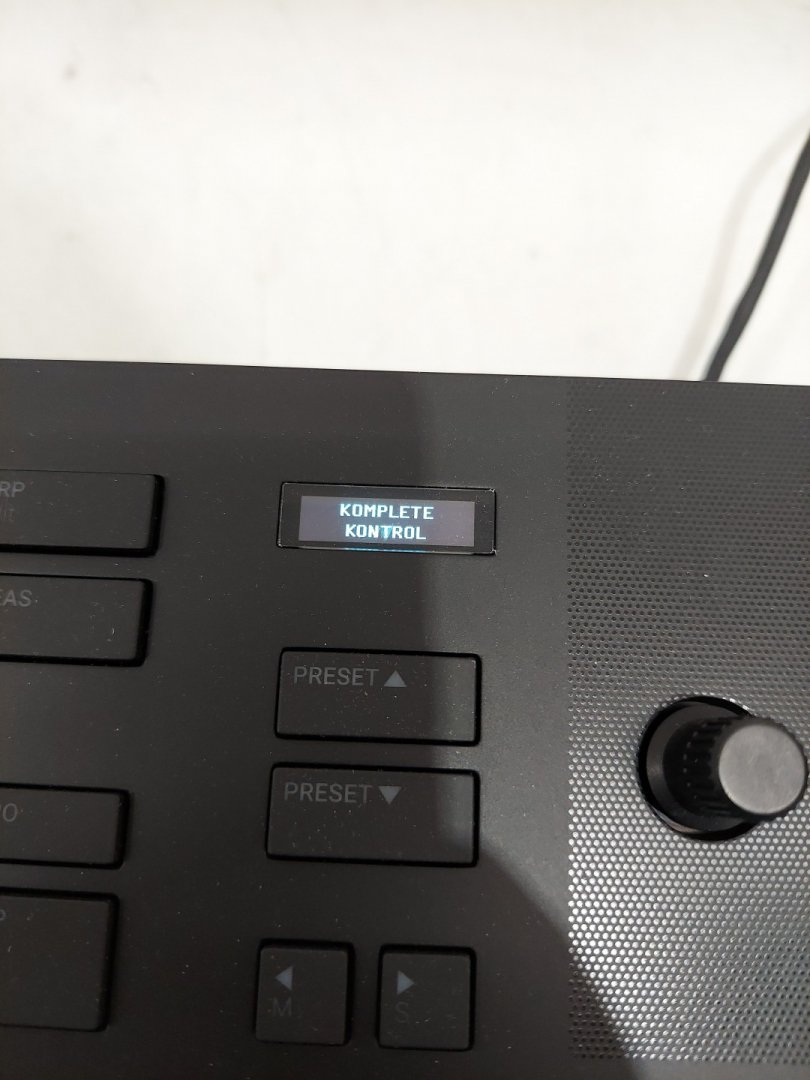 KOMPLETE
KONTROL
PRESET ▲
PRESET ▼
M
S